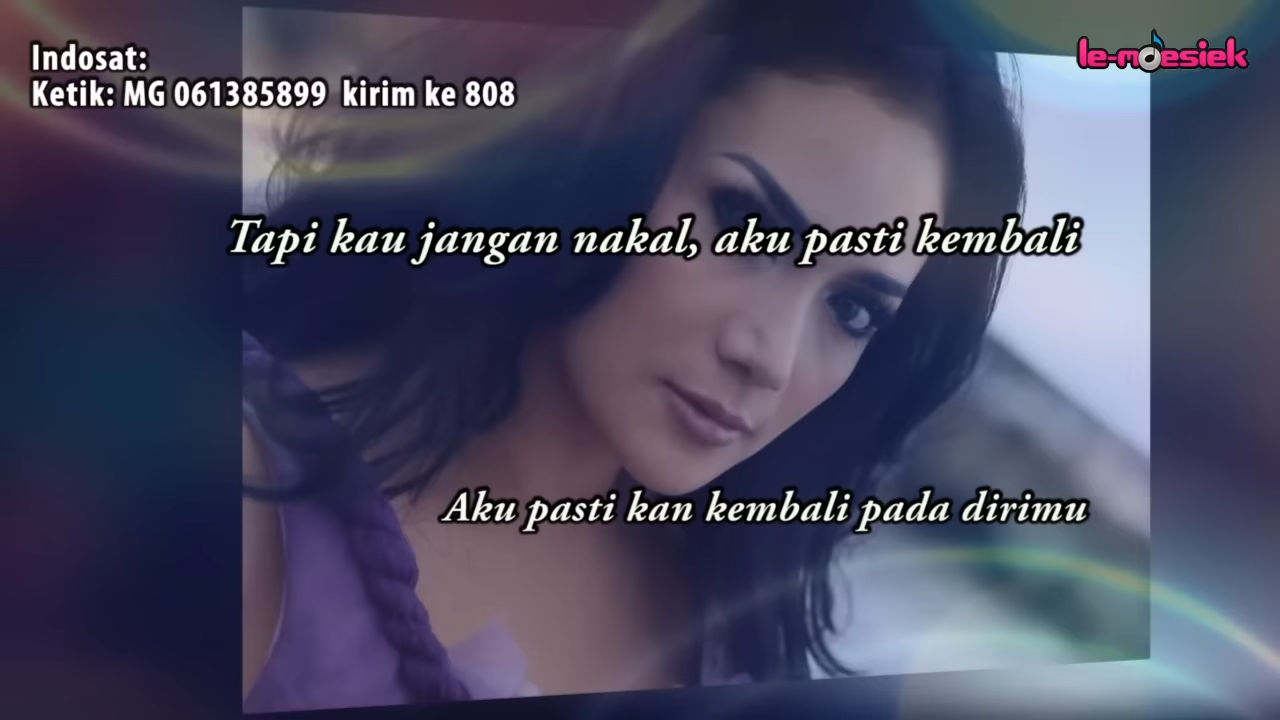 Indosat:
Ketik: MG 061385899 kirim ke 808
le-moesiek
Tapi kau jangan nakal, aku pasti kembali
Aku pasti kan kembali pada dirimu